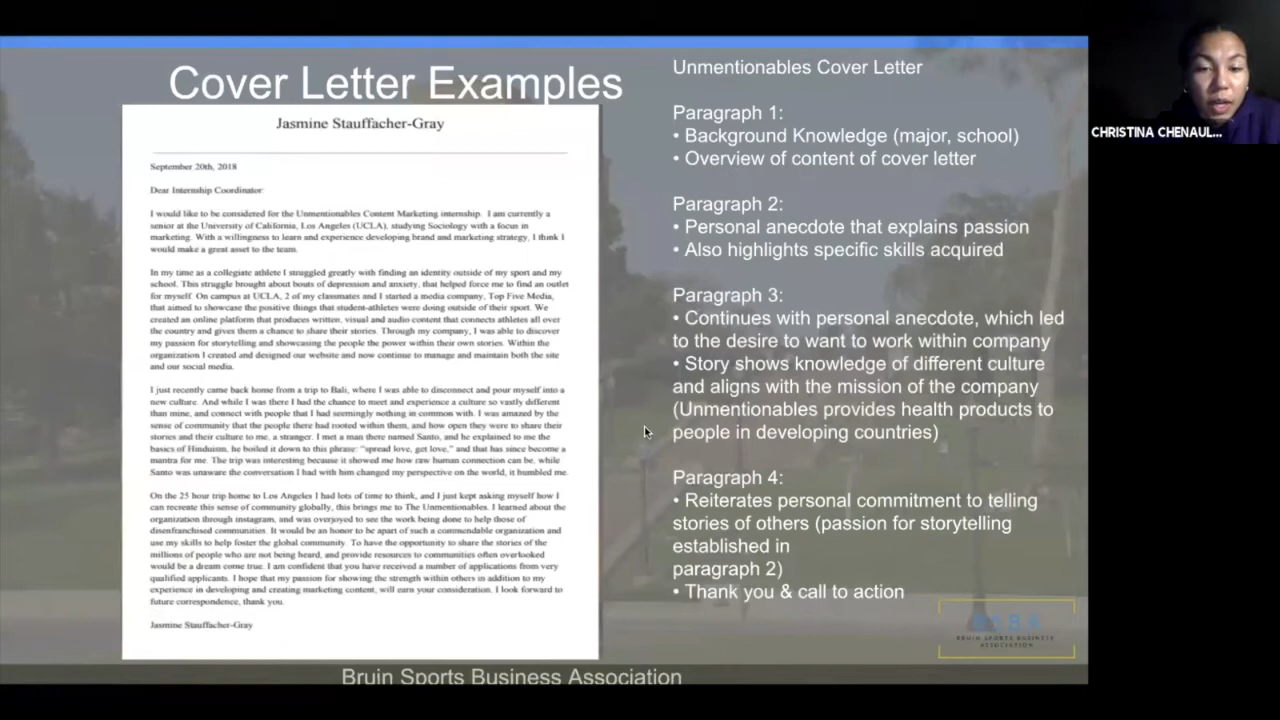 Cover Letter Examples
Jasmine Stauffacher-Gray
September 20th, 2018
Dear Internship Coordinator:
I would like to be considered for the Unmentionables Content Marketing internship. I am currently a
senior at the University of California, Los Angeles (UCLA), studying Sociology with a focus in
marketing. With a willingness to learn and experience developing brand and marketing strategy, I think I
would make a great asset to the team.
In my time as a collegiate athlete I struggled greatly with finding an identity outside of my sport and my
school. This struggle brought about bouts of depression and anxiety, that helped force me to find an outlet
for myself. On campus at UCLA, 2 of my classmates and I started a media company, Top Five Media,
that aimed to showcase the positive things that student-athletes were doing outside of their sport. We
created an online platform that produces written, visual and audio content that connects athletes all over
the country and gives them a chance to share their stories. Through my company, I was able to discover
my passion for storytelling and showcasing the people the power within their own stories. Within the
organization I created and designed our website and now continue to manage and maintain both the site
and our social media.
I just recently came back home from a trip to Bali, where I was able to disconnect and pour myself into a
new culture. And while I was there I had the chance to meet and experience a culture so vastly different
than mine, and connect with people that I had seemingly nothing in common with. I was amazed by the
sense of community that the people there had rooted within them, and how open they were to share their
stories and their culture to me, a stranger. I met a man there named Santo, and he explained to me the
basics of Hinduism, he boiled it down to this phrase: “spread love, get love,” and that has since become a
mantra for me. The trip was interesting because it showed me how raw human connection can be, while
Santo was unaware the conversation I had with him changed my perspective on the world, it humbled me.
On the 25 hour trip home to Los Angeles I had lots of time to think, and I just kept asking myself how I
can recreate this sense of community globally, this brings me to The Unmentionables. I learned about the
organization through instagram, and was overjoyed to see the work being done to help those of
disenfranchised communities. It would be an honor to be apart of such a commendable organization and
use my skills to help foster the global community. To have the opportunity to share the stories of the
millions of people who are not being heard, and provide resources to communities often overlooked
would be a dream come true. I am confident that you have received a number of applications from very
qualified applicants. I hope that my passion for showing the strength within others in addition to my
experience in developing and creating marketing content, will earn your consideration. I look forward to
future correspondence, thank you.
Jasmine Stauffacher-Gray
Unmentionables Cover Letter
Paragraph 1:
• Background Knowledge (major, school)
• Overview of content of cover letter
Paragraph 2:
• Personal anecdote that explains passion
• Also highlights specific skills acquired
Paragraph 3:
• Continues with personal anecdote, which led
to the desire to want to work within company
• Story shows knowledge of different culture
and aligns with the mission of the company
(Unmentionables provides health products to
people in developing countries)
Paragraph 4:
• Reiterates personal commitment to telling
stories of others (passion for storytelling
established in
paragraph 2)
• Thank you & call to action
BSBA
BRUIN SPORTS BUSINESS
ASSOCIATION
Bruin Sports Business Association
CHRISTINA CHENAUL...